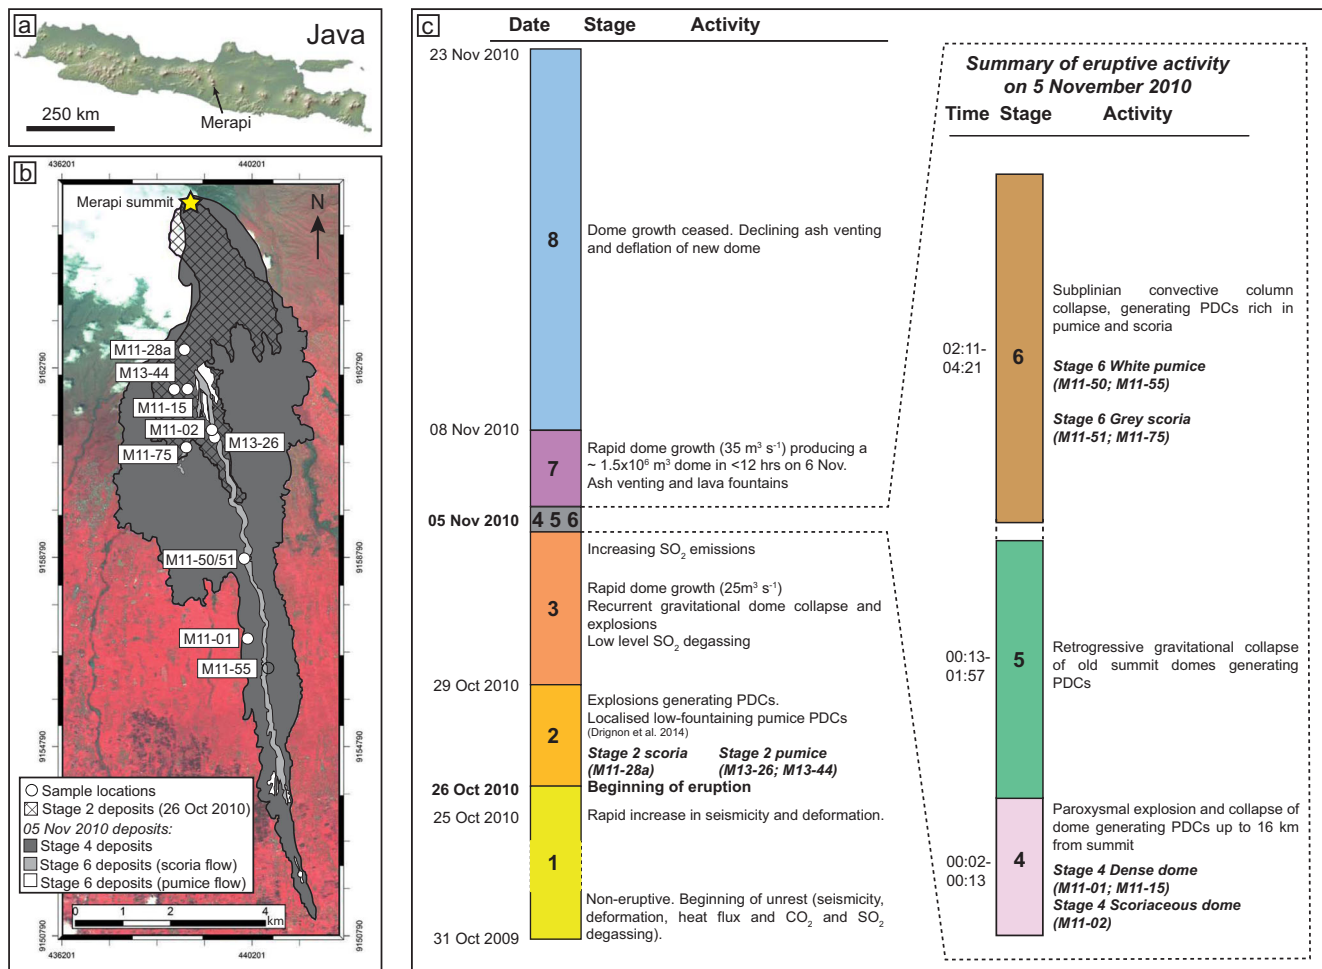 a
Java
250 km
Merapi
b
436201
440201
Merapi summit
N
M11-28a
M13-44
M11-15
M11-02
M13-26
M11-75
M11-50/51
M11-01
M11-55
9162790
9158790
9154790
9150790
9162790
9158790
9154790
9150790
Sample locations
Stage 2 deposits (26 Oct 2010)
05 Nov 2010 deposits:
Stage 4 deposits
Stage 6 deposits (scoria flow)
Stage 6 deposits (pumice flow)
0 1 2 4
km
436201
440201
c
Date Stage Activity
23 Nov 2010
8
Dome growth ceased. Declining ash venting
and deflation of new dome
08 Nov 2010
7
Rapid dome growth (35 m³ s⁻¹) producing a
~ 1.5x10⁶ m³ dome in <12 hrs on 6 Nov.
Ash venting and lava fountains
05 Nov 2010
4 5 6
3
Increasing SO₂ emissions
Rapid dome growth (25m³ s⁻¹)
Recurrent gravitational dome collapse and
explosions
Low level SO₂ degassing
29 Oct 2010
2
Explosions generating PDCs.
Localised low-fountaining pumice PDCs
(Drignon et al. 2014)
Stage 2 scoria Stage 2 pumice
(M11-28a) (M13-26; M13-44)
26 Oct 2010
Beginning of eruption
25 Oct 2010
Rapid increase in seismicity and deformation.
1
Non-eruptive. Beginning of unrest (seismicity,
deformation, heat flux and CO₂ and SO₂
degassing).
31 Oct 2009
Summary of eruptive activity
on 5 November 2010
Time Stage Activity
02:11-
04:21
6
Subplinian convective column
collapse, generating PDCs rich in
pumice and scoria
Stage 6 White pumice
(M11-50; M11-55)
Stage 6 Grey scoria
(M11-51; M11-75)
00:13-
01:57
5
Retrogressive gravitational collapse
of old summit domes generating
PDCs
00:02-
00:13
4
Paroxysmal explosion and collapse of
dome generating PDCs up to 16 km
from summit
Stage 4 Dense dome
(M11-01; M11-15)
Stage 4 Scoriaceous dome
(M11-02)